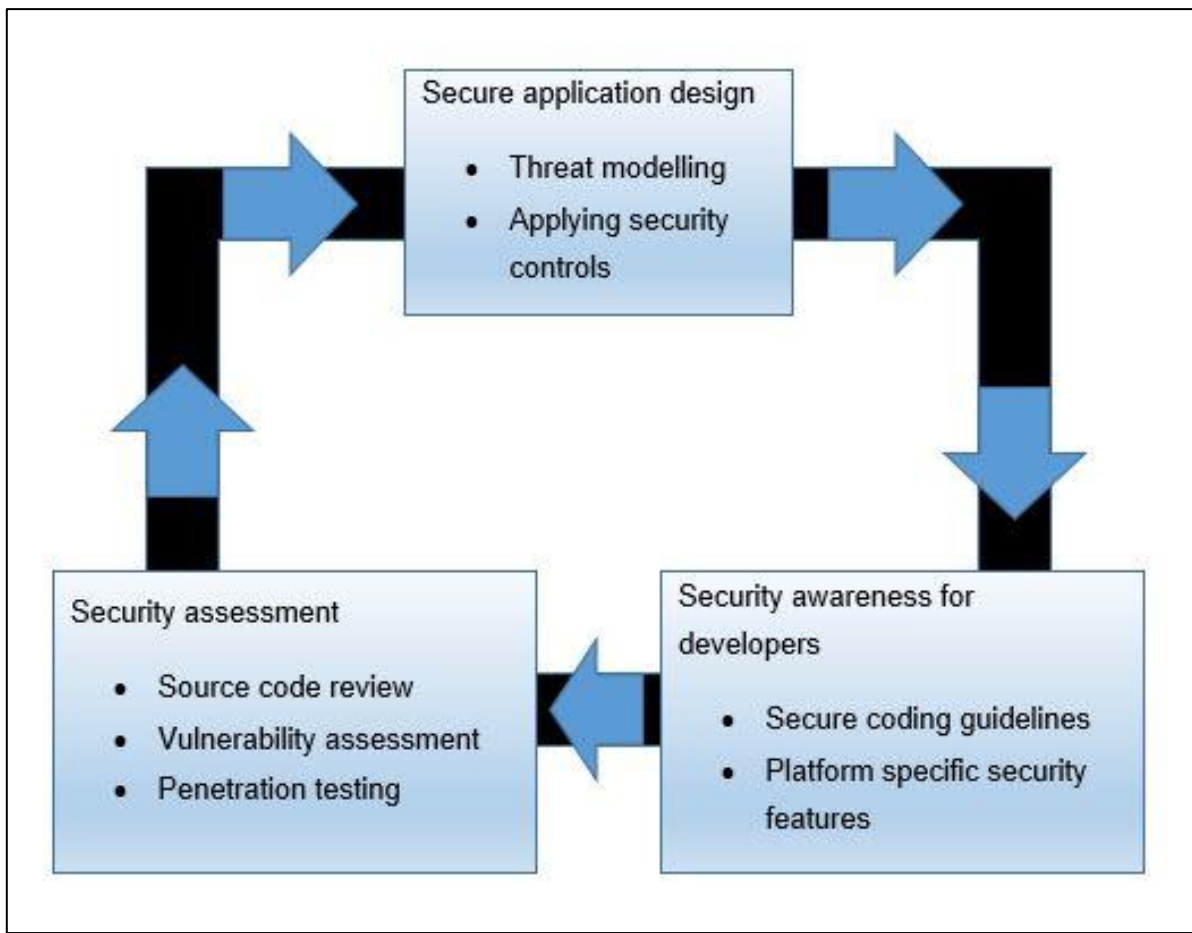 Secure application design
• Threat modelling
• Applying security
controls
Security awareness for
developers
• Secure coding guidelines
• Platform specific security
features
Security assessment
• Source code review
• Vulnerability assessment
• Penetration testing